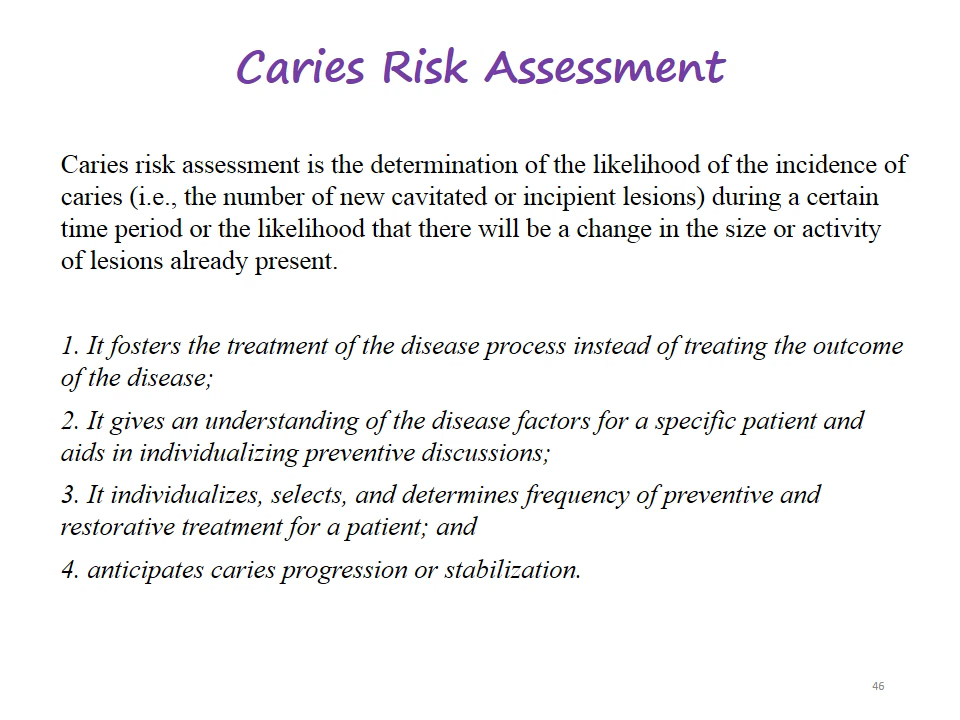 Caries Risk Assessment
Caries risk assessment is the determination of the likelihood of the incidence of
caries (i.e., the number of new cavitated or incipient lesions) during a certain
time period or the likelihood that there will be a change in the size or activity
of lesions already present.
1. It fosters the treatment of the disease process instead of treating the outcome
of the disease;
2. It gives an understanding of the disease factors for a specific patient and
aids in individualizing preventive discussions;
3. It individualizes, selects, and determines frequency of preventive and
restorative treatment for a patient; and
4. anticipates caries progression or stabilization.
46